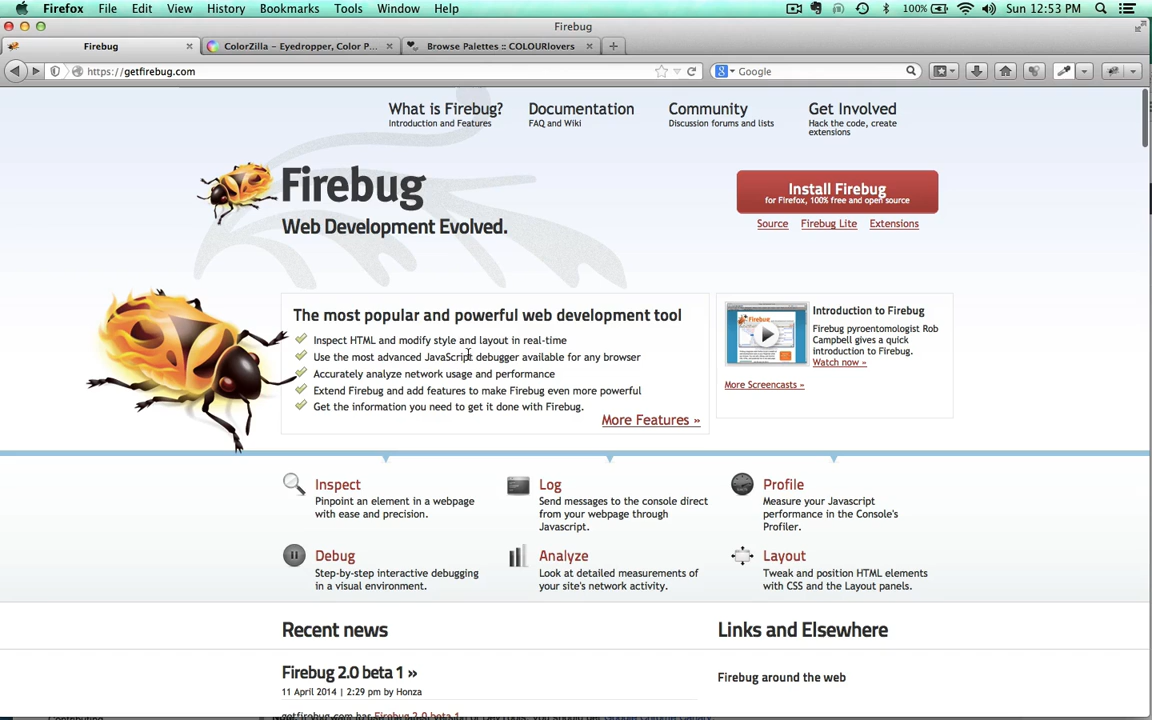 Firefox File Edit View History Bookmarks Tools Window Help 100% Sun 12:53 PM
Firebug
Firebug ColorZilla – Eyedropper, Color P... Browse Palettes :: COLOURlovers
https://getfirebug.com Google
What is Firebug? Documentation Community Get Involved
Introduction and Features FAQ and Wiki Discussion forums and lists Hack the code, create
extensions
Firebug
Web Development Evolved.
Install Firebug
for Firefox, 100% free and open source
Source Firebug Lite Extensions
The most popular and powerful web development tool
Inspect HTML and modify style and layout in real-time
Use the most advanced JavaScript debugger available for any browser
Accurately analyze network usage and performance
Extend Firebug and add features to make Firebug even more powerful
Get the information you need to get it done with Firebug.
More Features »
Introduction to Firebug
Firebug pyroentomologist Rob
Campbell gives a quick
introduction to Firebug.
Watch now »
More Screencasts »
Inspect
Pinpoint an element in a webpage
with ease and precision.
Log
Send messages to the console direct
from your webpage through
Javascript.
Profile
Measure your Javascript
performance in the Console's
Profiler.
Debug
Step-by-step interactive debugging
in a visual environment.
Analyze
Look at detailed measurements of
your site's network activity.
Layout
Tweak and position HTML elements
with CSS and the Layout panels.
Recent news
Firebug 2.0 beta 1 »
11 April 2014 | 2:29 pm by Honza
getfirebug.com has Firebug 2.0 beta 1
Links and Elsewhere
Firebug around the web